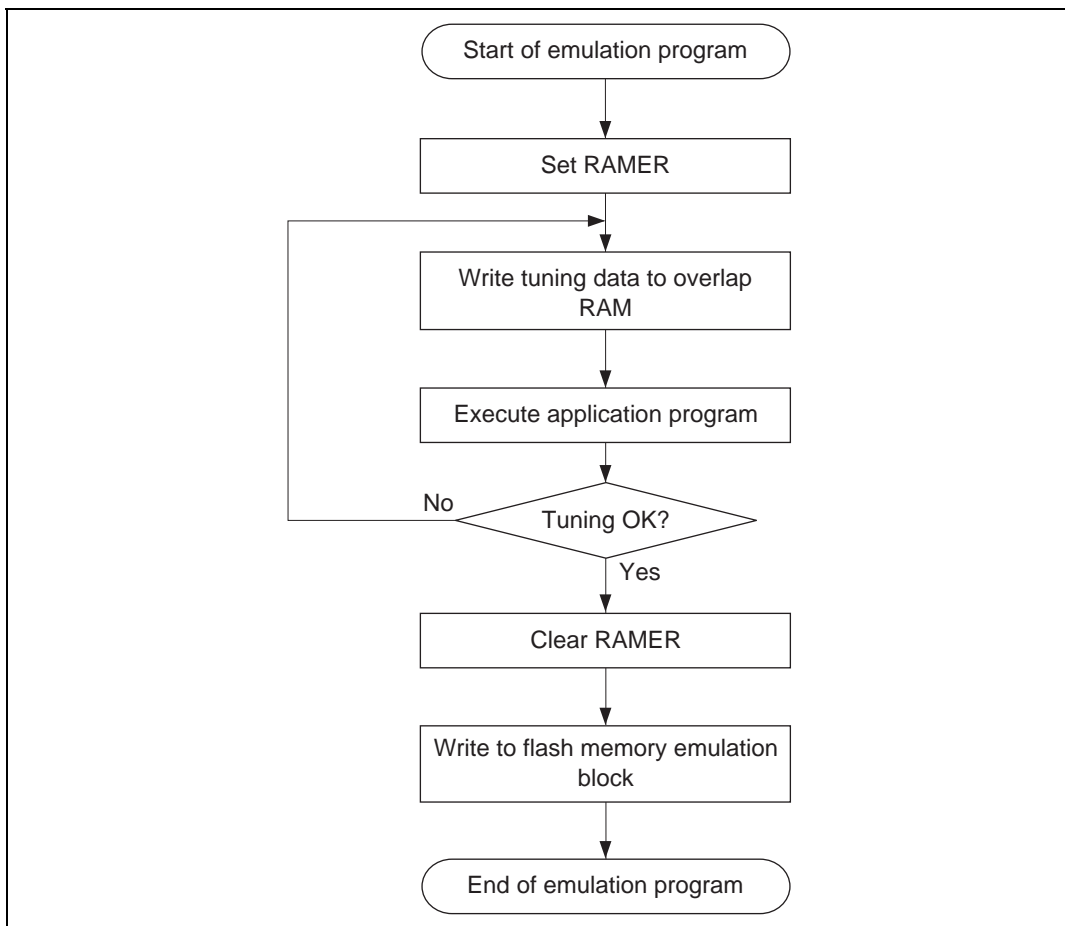 Start of emulation program
Set RAMER
Write tuning data to overlap
RAM
Execute application program
No
Tuning OK?
Yes
Clear RAMER
Write to flash memory emulation
block
End of emulation program